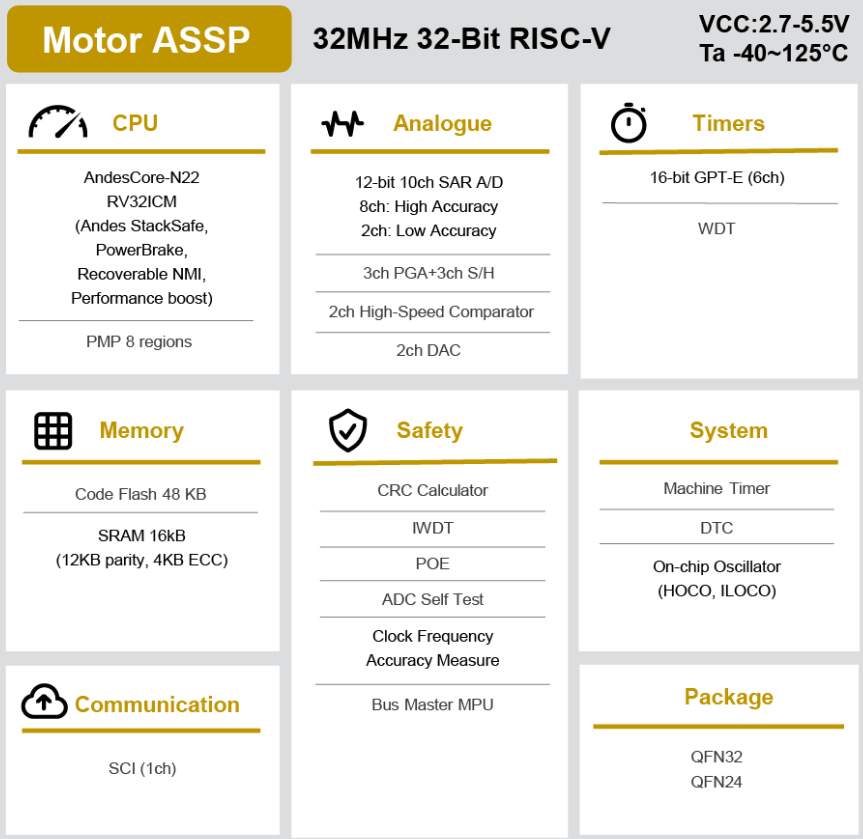 Motor ASSP
32MHz 32-Bit RISC-V
VCC:2.7-5.5V
Ta -40~125°C
CPU
AndesCore-N22
RV32ICM
(Andes StackSafe,
PowerBrake,
Recoverable NMI,
Performance boost)
PMP 8 regions
Analogue
12-bit 10ch SAR A/D
8ch: High Accuracy
2ch: Low Accuracy
3ch PGA+3ch S/H
2ch High-Speed Comparator
2ch DAC
Timers
16-bit GPT-E (6ch)
WDT
Memory
Code Flash 48 KB
SRAM 16kB
(12KB parity, 4KB ECC)
Safety
CRC Calculator
IWDT
POE
ADC Self Test
Clock Frequency
Accuracy Measure
Bus Master MPU
System
Machine Timer
DTC
On-chip Oscillator
(HOCO, ILOCO)
Communication
SCI (1ch)
Package
QFN32
QFN24